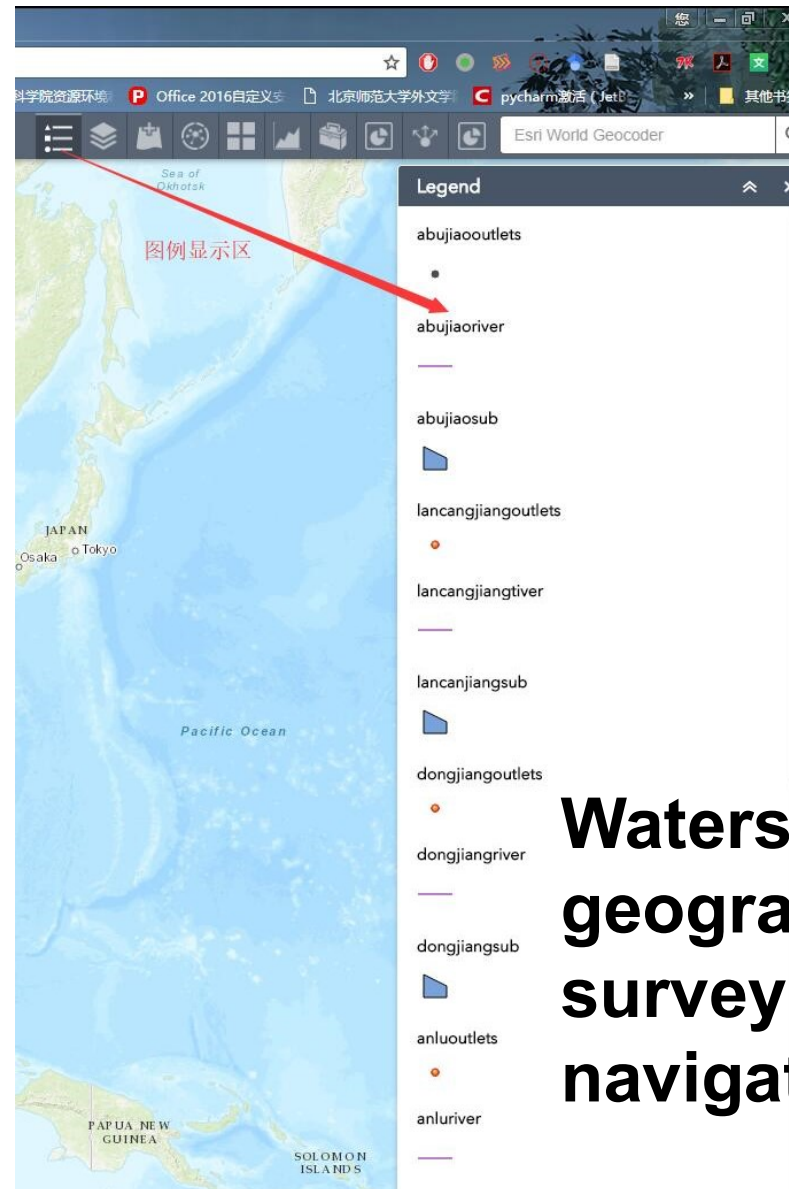 您
科学院资源环境
Office 2016自定义安
北京师范大学外文学
pycharm激活 ( JetB
»
其他书签
Esri World Geocoder
Sea of
Okhotsk
图例显示区
JAPAN
Osaka
Tokyo
Pacific Ocean
PAPUA NEW
GUINEA
SOLOMON
ISLANDS
Legend
abujiaooutlets
abujiaoriver
abujiaosub
lancangjiangoutlets
lancangjiangtiver
lancanjiangsub
dongjiangoutlets
dongjiangriver
dongjiangsub
anluoutlets
anluriver
Waters
geogra
survey
navigat